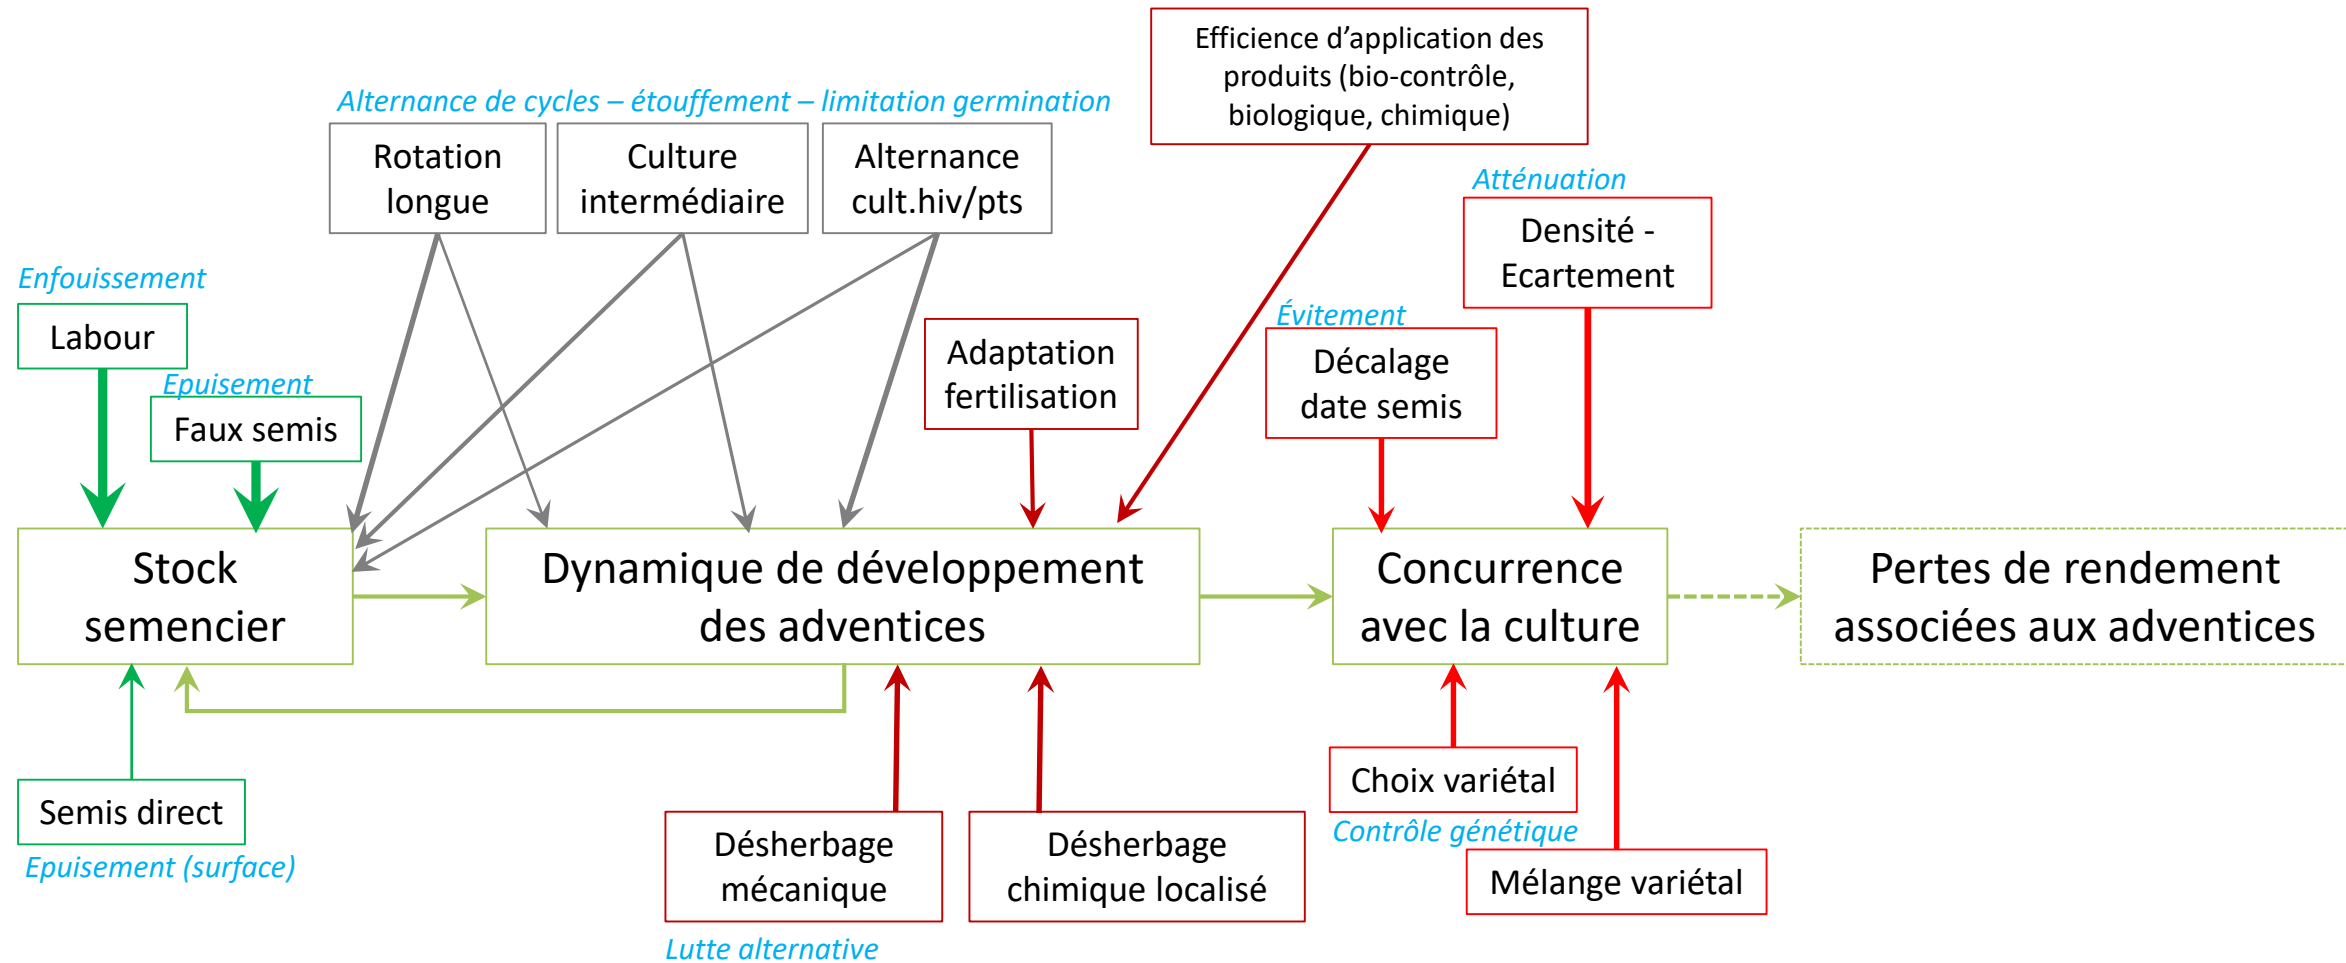 Efficience d’application des
produits (bio-contrôle,
biologique, chimique)
Alternance de cycles – étouffement – limitation germination
Rotation
longue
Culture
intermédiaire
Alternance
cult.hiv/pts
Atténuation
Densité -
Ecartement
Enfouissement
Labour
Epuisement
Faux semis
Adaptation
fertilisation
Évitement
Décalage
date semis
Stock
semencier
Dynamique de développement
des adventices
Concurrence
avec la culture
Pertes de rendement
associées aux adventices
Semis direct
Epuisement (surface)
Désherbage
mécanique
Lutte alternative
Désherbage
chimique localisé
Choix variétal
Contrôle génétique
Mélange variétal